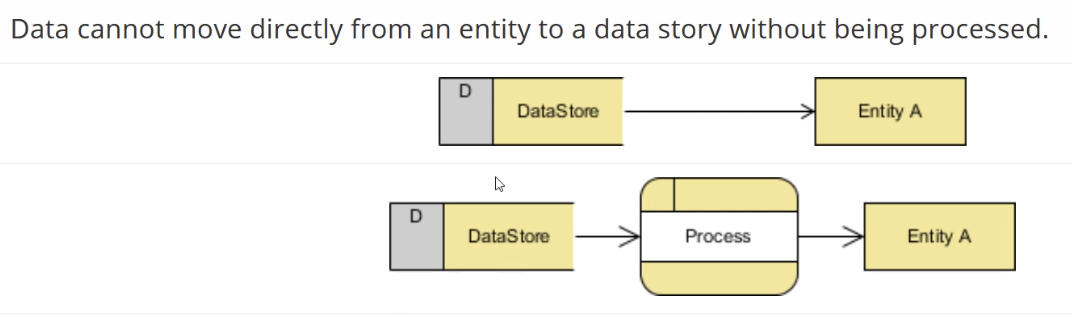 Data cannot move directly from an entity to a data story without being processed.
D
DataStore
Entity A
D
DataStore
Process
Entity A